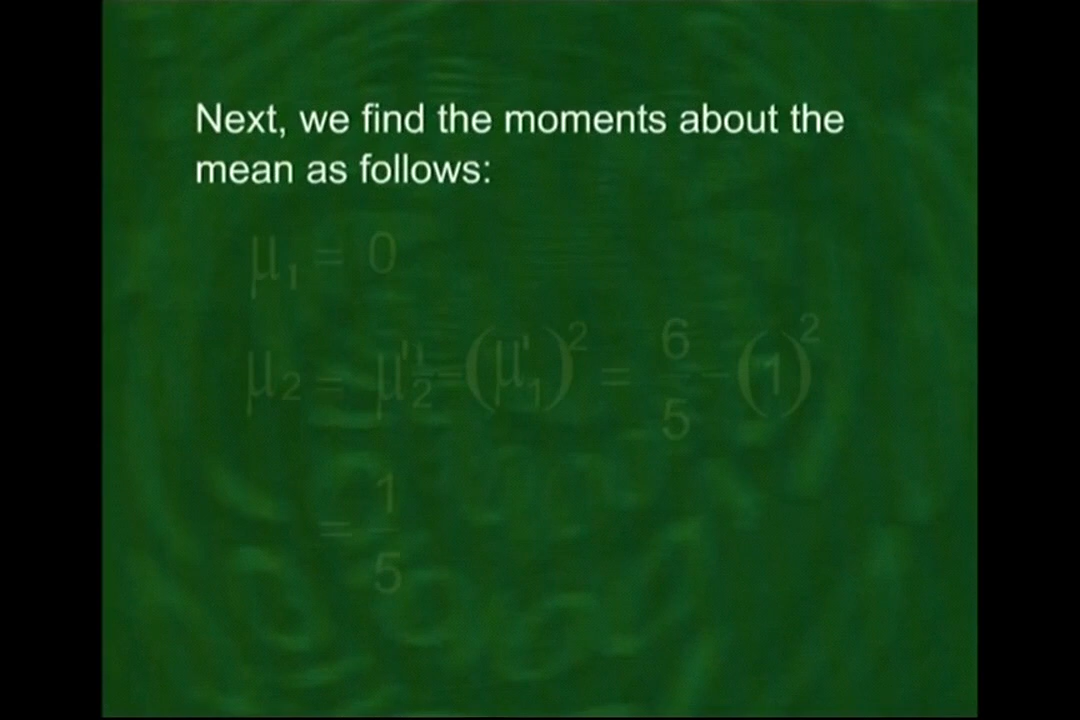 Next, we find the moments about the
mean as follows:
μ₁ = 0
μ₂ = μ'₂ − (μ'₁)² = 6/5 − (1)²
= 1/5